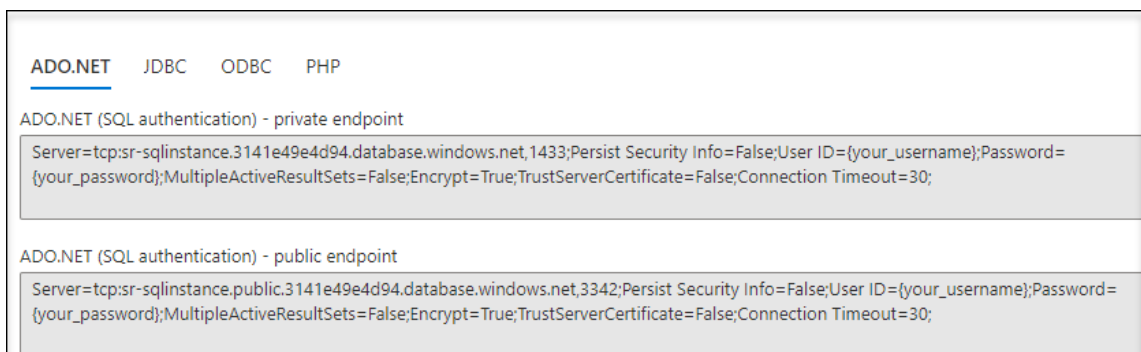 ADO.NET JDBC ODBC PHP
ADO.NET (SQL authentication) - private endpoint
Server=tcp:sr-sqlinstance.3141e49e4d94.database.windows.net,1433;Persist Security Info=False;User ID={your_username};Password=
{your_password};MultipleActiveResultSets=False;Encrypt=True;TrustServerCertificate=False;Connection Timeout=30;
ADO.NET (SQL authentication) - public endpoint
Server=tcp:sr-sqlinstance.public.3141e49e4d94.database.windows.net,3342;Persist Security Info=False;User ID={your_username};Password=
{your_password};MultipleActiveResultSets=False;Encrypt=True;TrustServerCertificate=False;Connection Timeout=30;